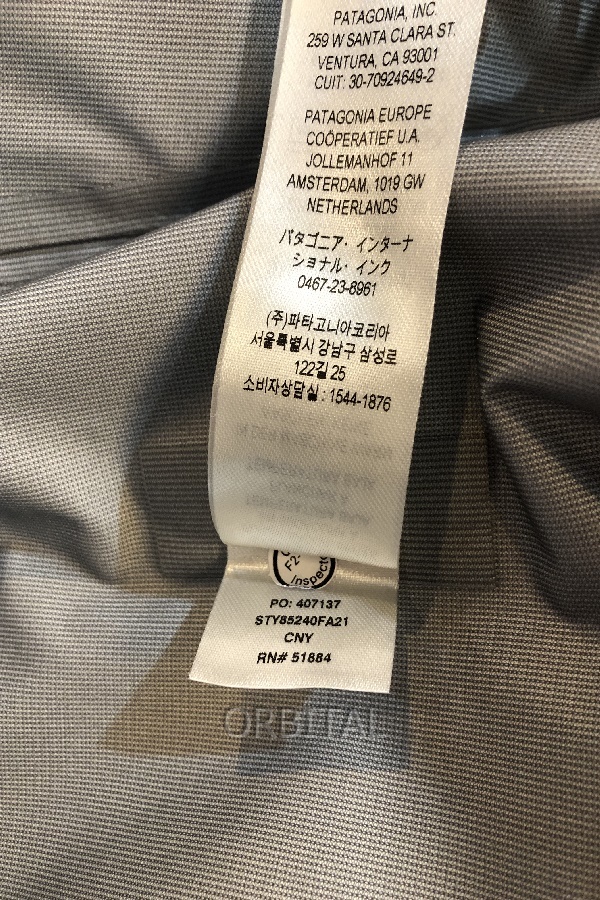 PATAGONIA, INC.
259 W SANTA CLARA ST.
VENTURA, CA 93001
CUIT: 30-70924649-2
PATAGONIA EUROPE
COÖPERATIEF U.A.
JOLLEMANHOF 11
AMSTERDAM, 1019 GW
NETHERLANDS
パタゴニア・インターナ
ショナル・インク
0467-23-8961
(주)파타고니아코리아
서울특별시 강남구 삼성로
122길 25
소비자상담실 : 1544-1876
PO: 407137
STY85240FA21
CNY
RN# 51884
ORBITAL